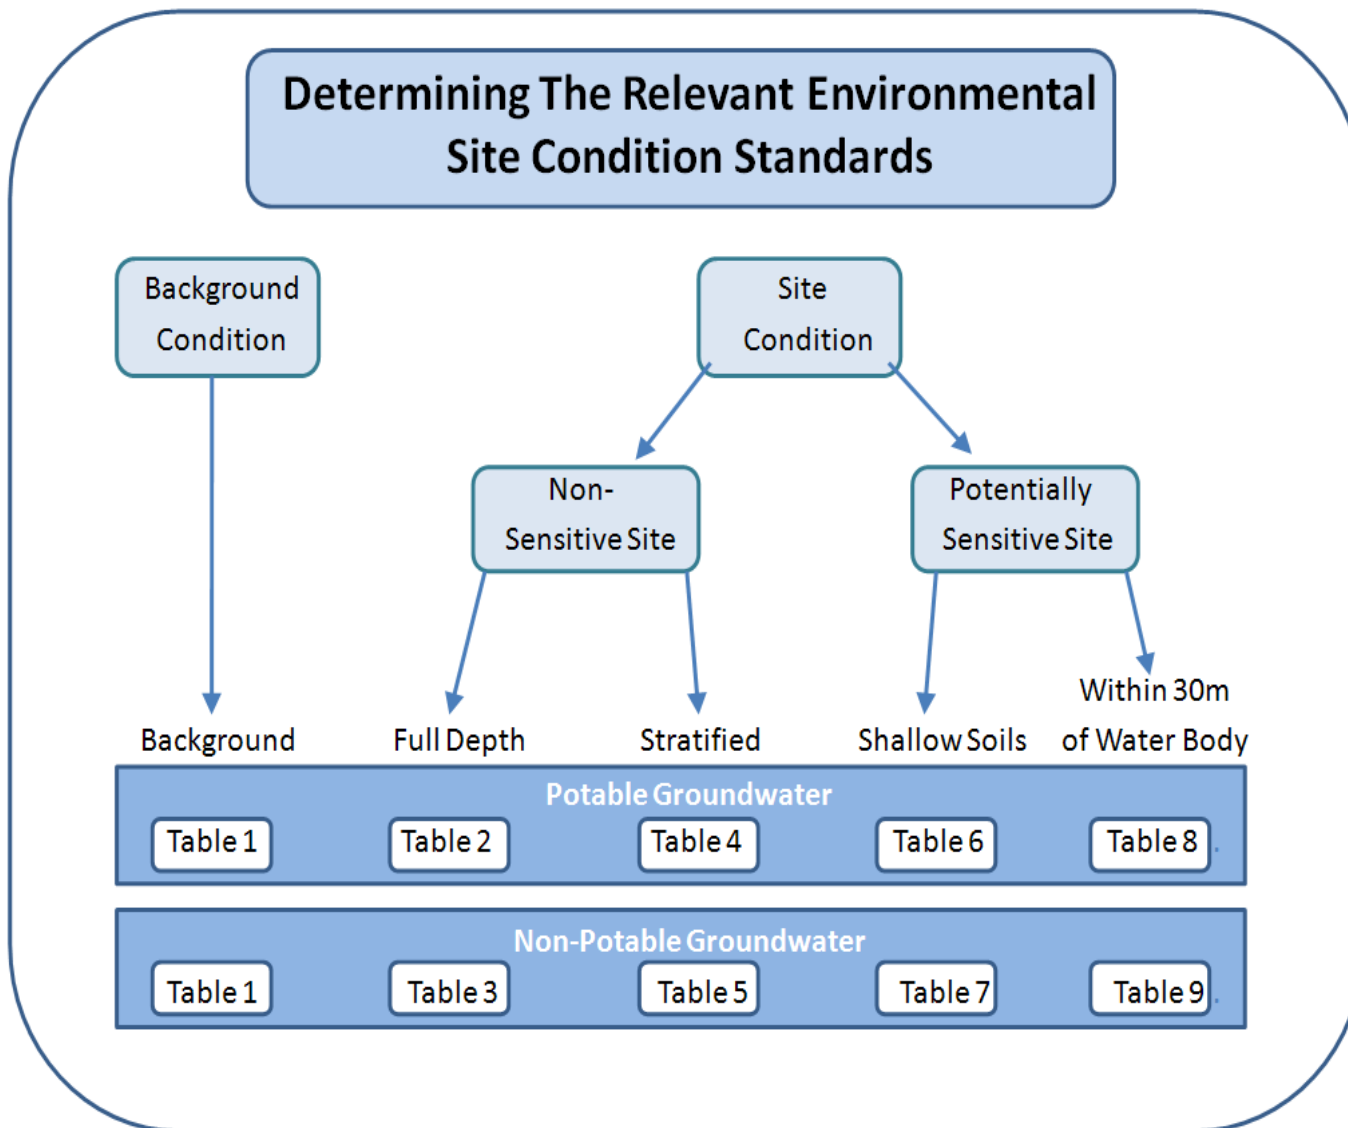 Determining The Relevant Environmental
Site Condition Standards
Background
Condition
Site
Condition
Non-
Sensitive Site
Potentially
Sensitive Site
Background
Full Depth
Stratified
Shallow Soils
Within 30m
of Water Body
Potable Groundwater
Table 1
Table 2
Table 4
Table 6
Table 8 .
Non-Potable Groundwater
Table 1
Table 3
Table 5
Table 7
Table 9 .